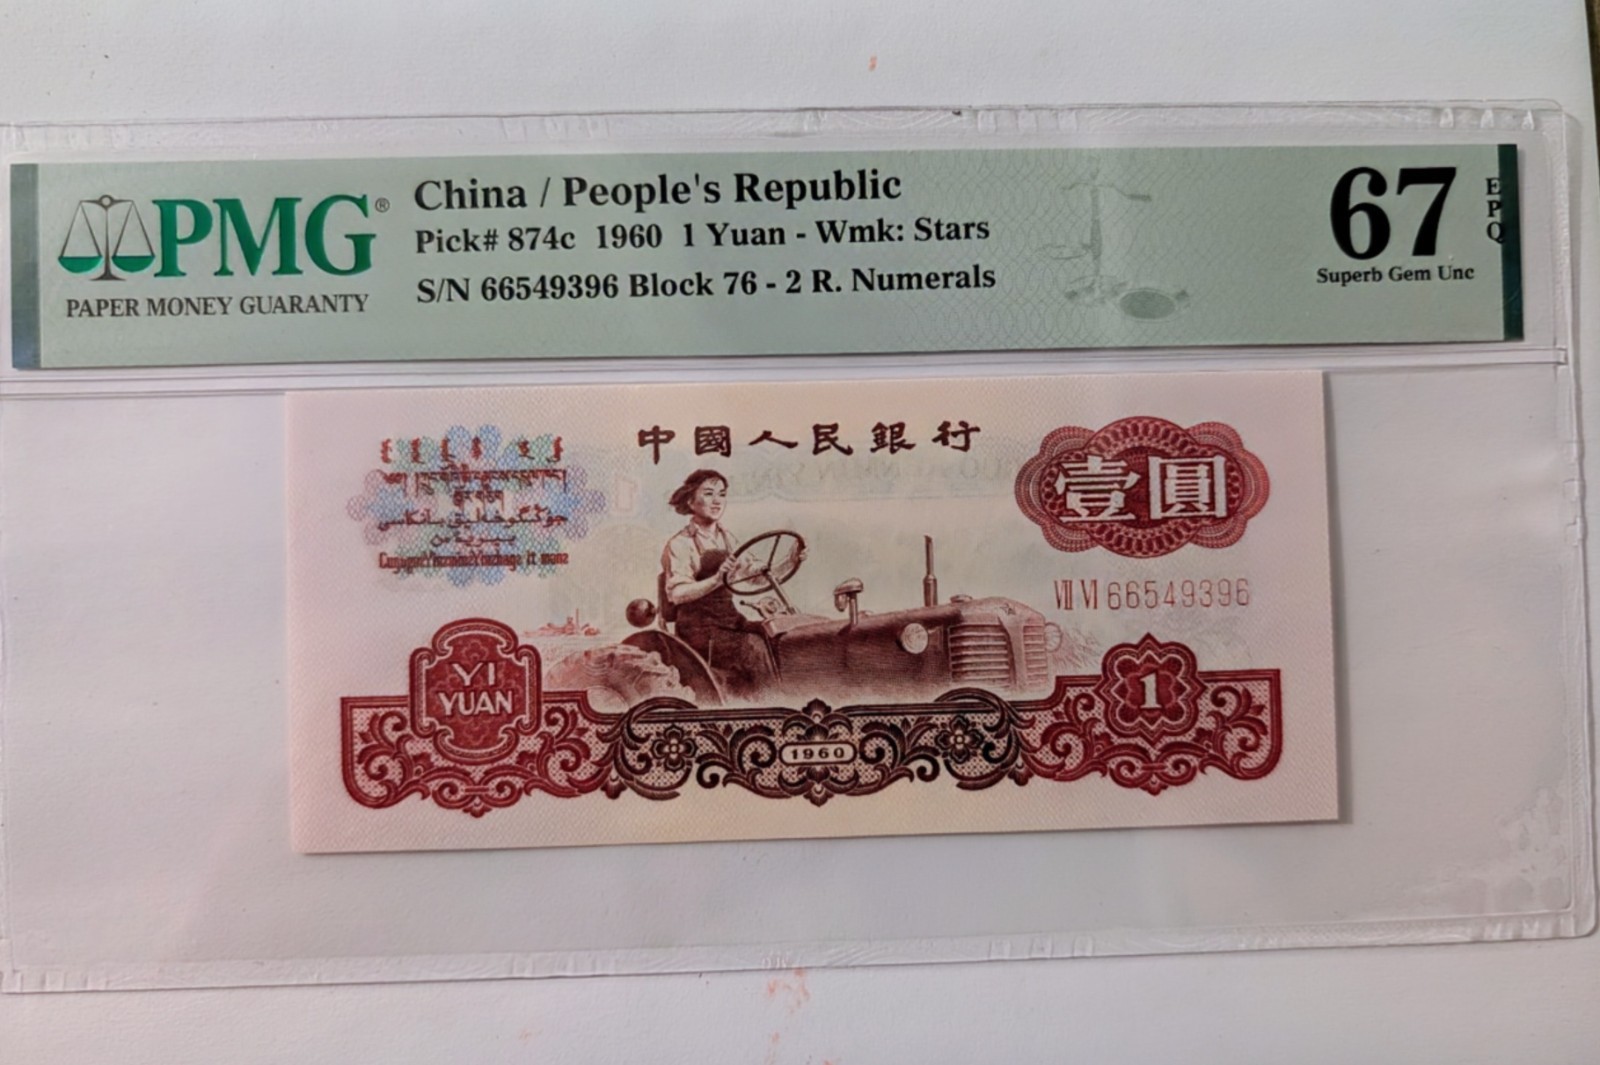 PMG®
PAPER MONEY GUARANTY
China / People's Republic
Pick# 874c 1960 1 Yuan - Wmk: Stars
S/N 66549396 Block 76 - 2 R. Numerals
67
EPQ
Superb Gem Unc
中國人民銀行
壹圓
VII VI 66549396
YI
YUAN
1960
1